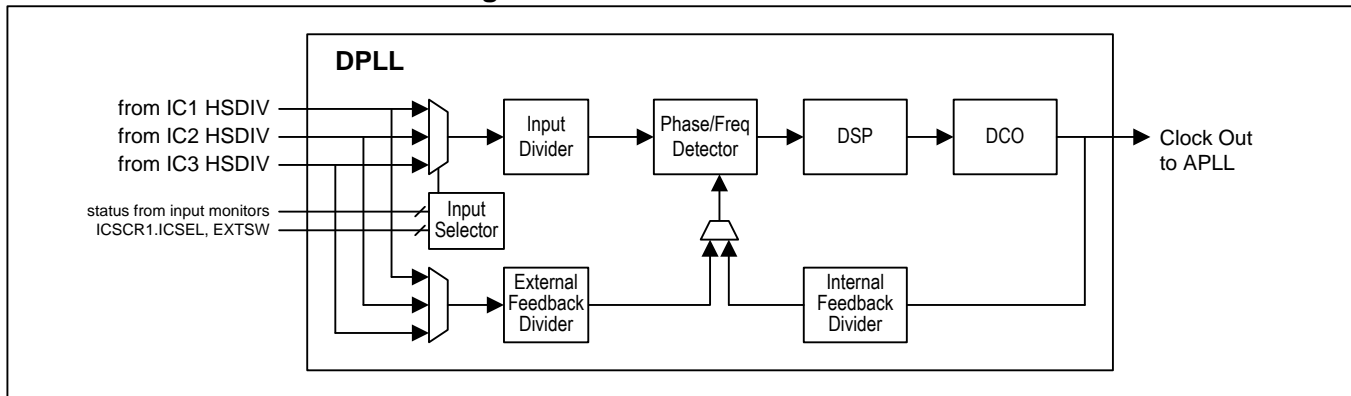 DPLL
from IC1 HSDIV
from IC2 HSDIV
from IC3 HSDIV
status from input monitors
ICSCR1.ICSEL, EXTSW
Input
Divider
Phase/Freq
Detector
DSP
DCO
Clock Out
to APLL
Input
Selector
External
Feedback
Divider
Internal
Feedback
Divider